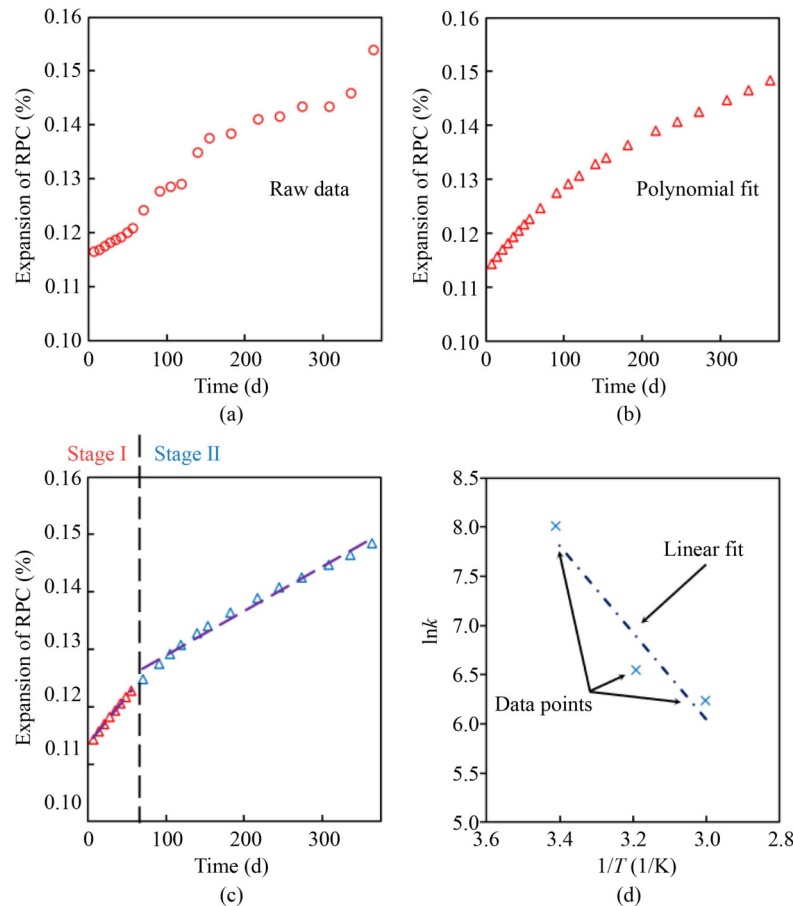 0.16
0.15
0.14
0.13
0.12
0.11
0.10
Expansion of RPC (%)
Raw data
0 100 200 300
Time (d)
(a)
0.16
0.15
0.14
0.13
0.12
0.11
0.10
Expansion of RPC (%)
Polynomial fit
0 100 200 300
Time (d)
(b)
Stage I Stage II
0.16
0.15
0.14
0.13
0.12
0.11
0.10
Expansion of RPC (%)
0 100 200 300
Time (d)
(c)
8.5
8.0
7.5
7.0
6.5
6.0
5.5
5.0
lnk
Linear fit
Data points
3.6 3.4 3.2 3.0 2.8
1/T (1/K)
(d)